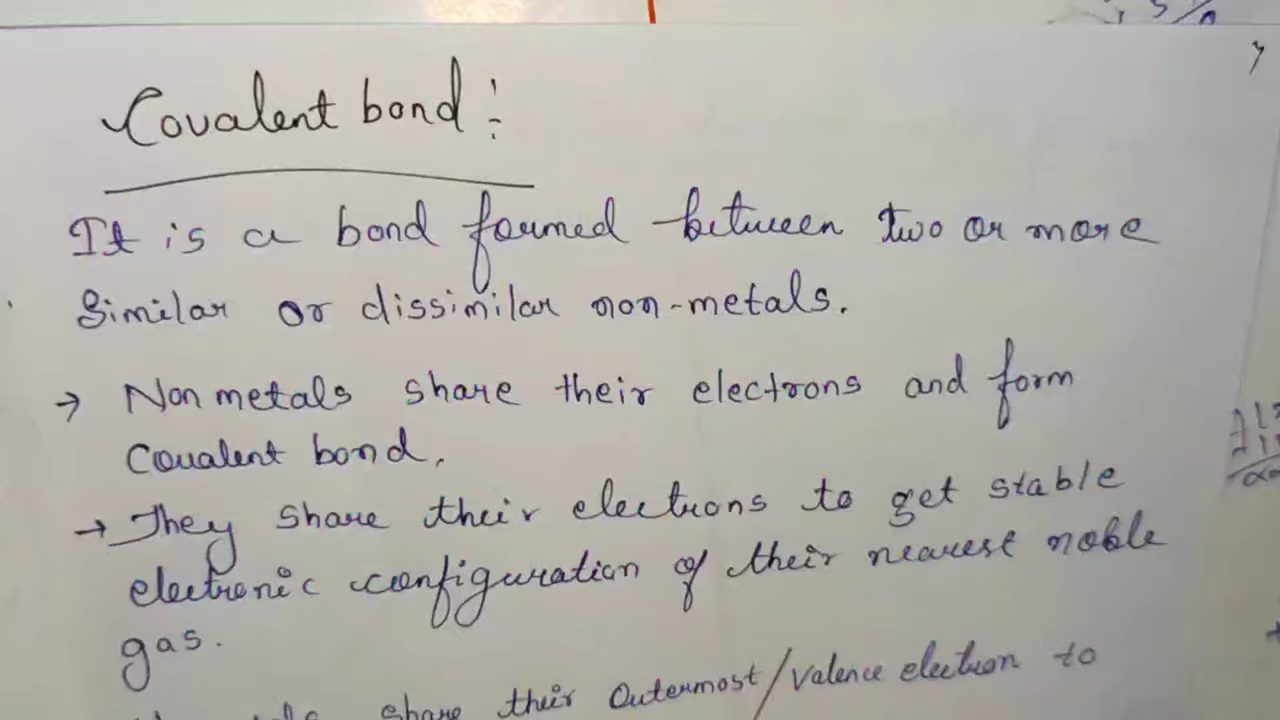 Covalent bond :-
It is a bond formed between two or more
Similar or dissimilar non-metals.
→ Non metals share their electrons and form
Covalent bond.
→ They share their electrons to get stable
electronic configuration of their nearest noble
gas.
share their Outermost/valence electron to